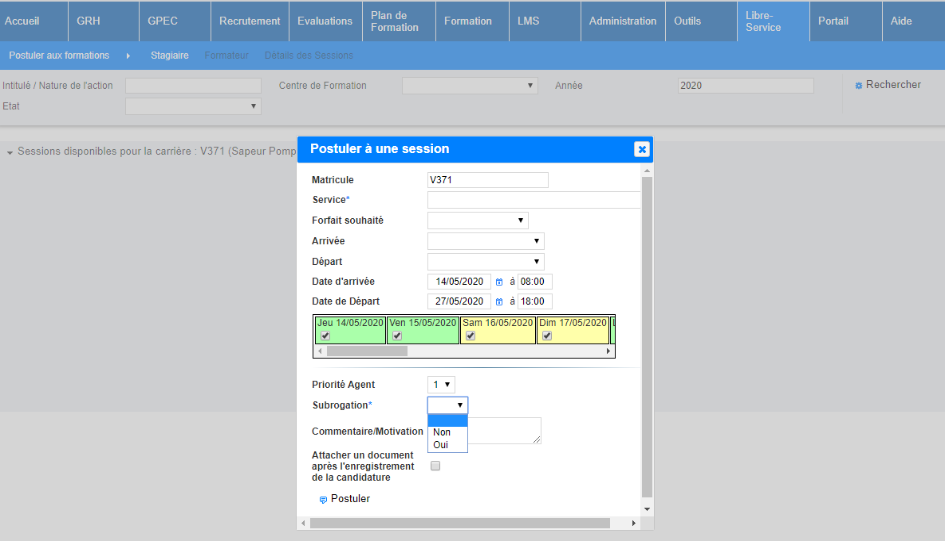 Accueil
GRH
GPEC
Recrutement
Evaluations
Plan de
Formation
Formation
LMS
Administration
Outils
Libre-
Service
Portail
Aide
Postuler aux formations
Stagiaire
Formateur
Détails des Sessions
Intitulé / Nature de l'action
Centre de Formation
Année
2020
Rechercher
Etat
Sessions disponibles pour la carrière : V371 (Sapeur Pomp
Postuler à une session
Matricule
V371
Service*
Forfait souhaité
Arrivée
Départ
Date d'arrivée
14/05/2020
á 08:00
Date de Départ
27/05/2020
á 18:00
Jeu 14/05/2020
Ven 15/05/2020
Sam 16/05/2020
Dim 17/05/2020
Priorité Agent
1
Subrogation*
Non
Oui
Commentaire/Motivation
Attacher un document
après l'enregistrement
de la candidature
Postuler